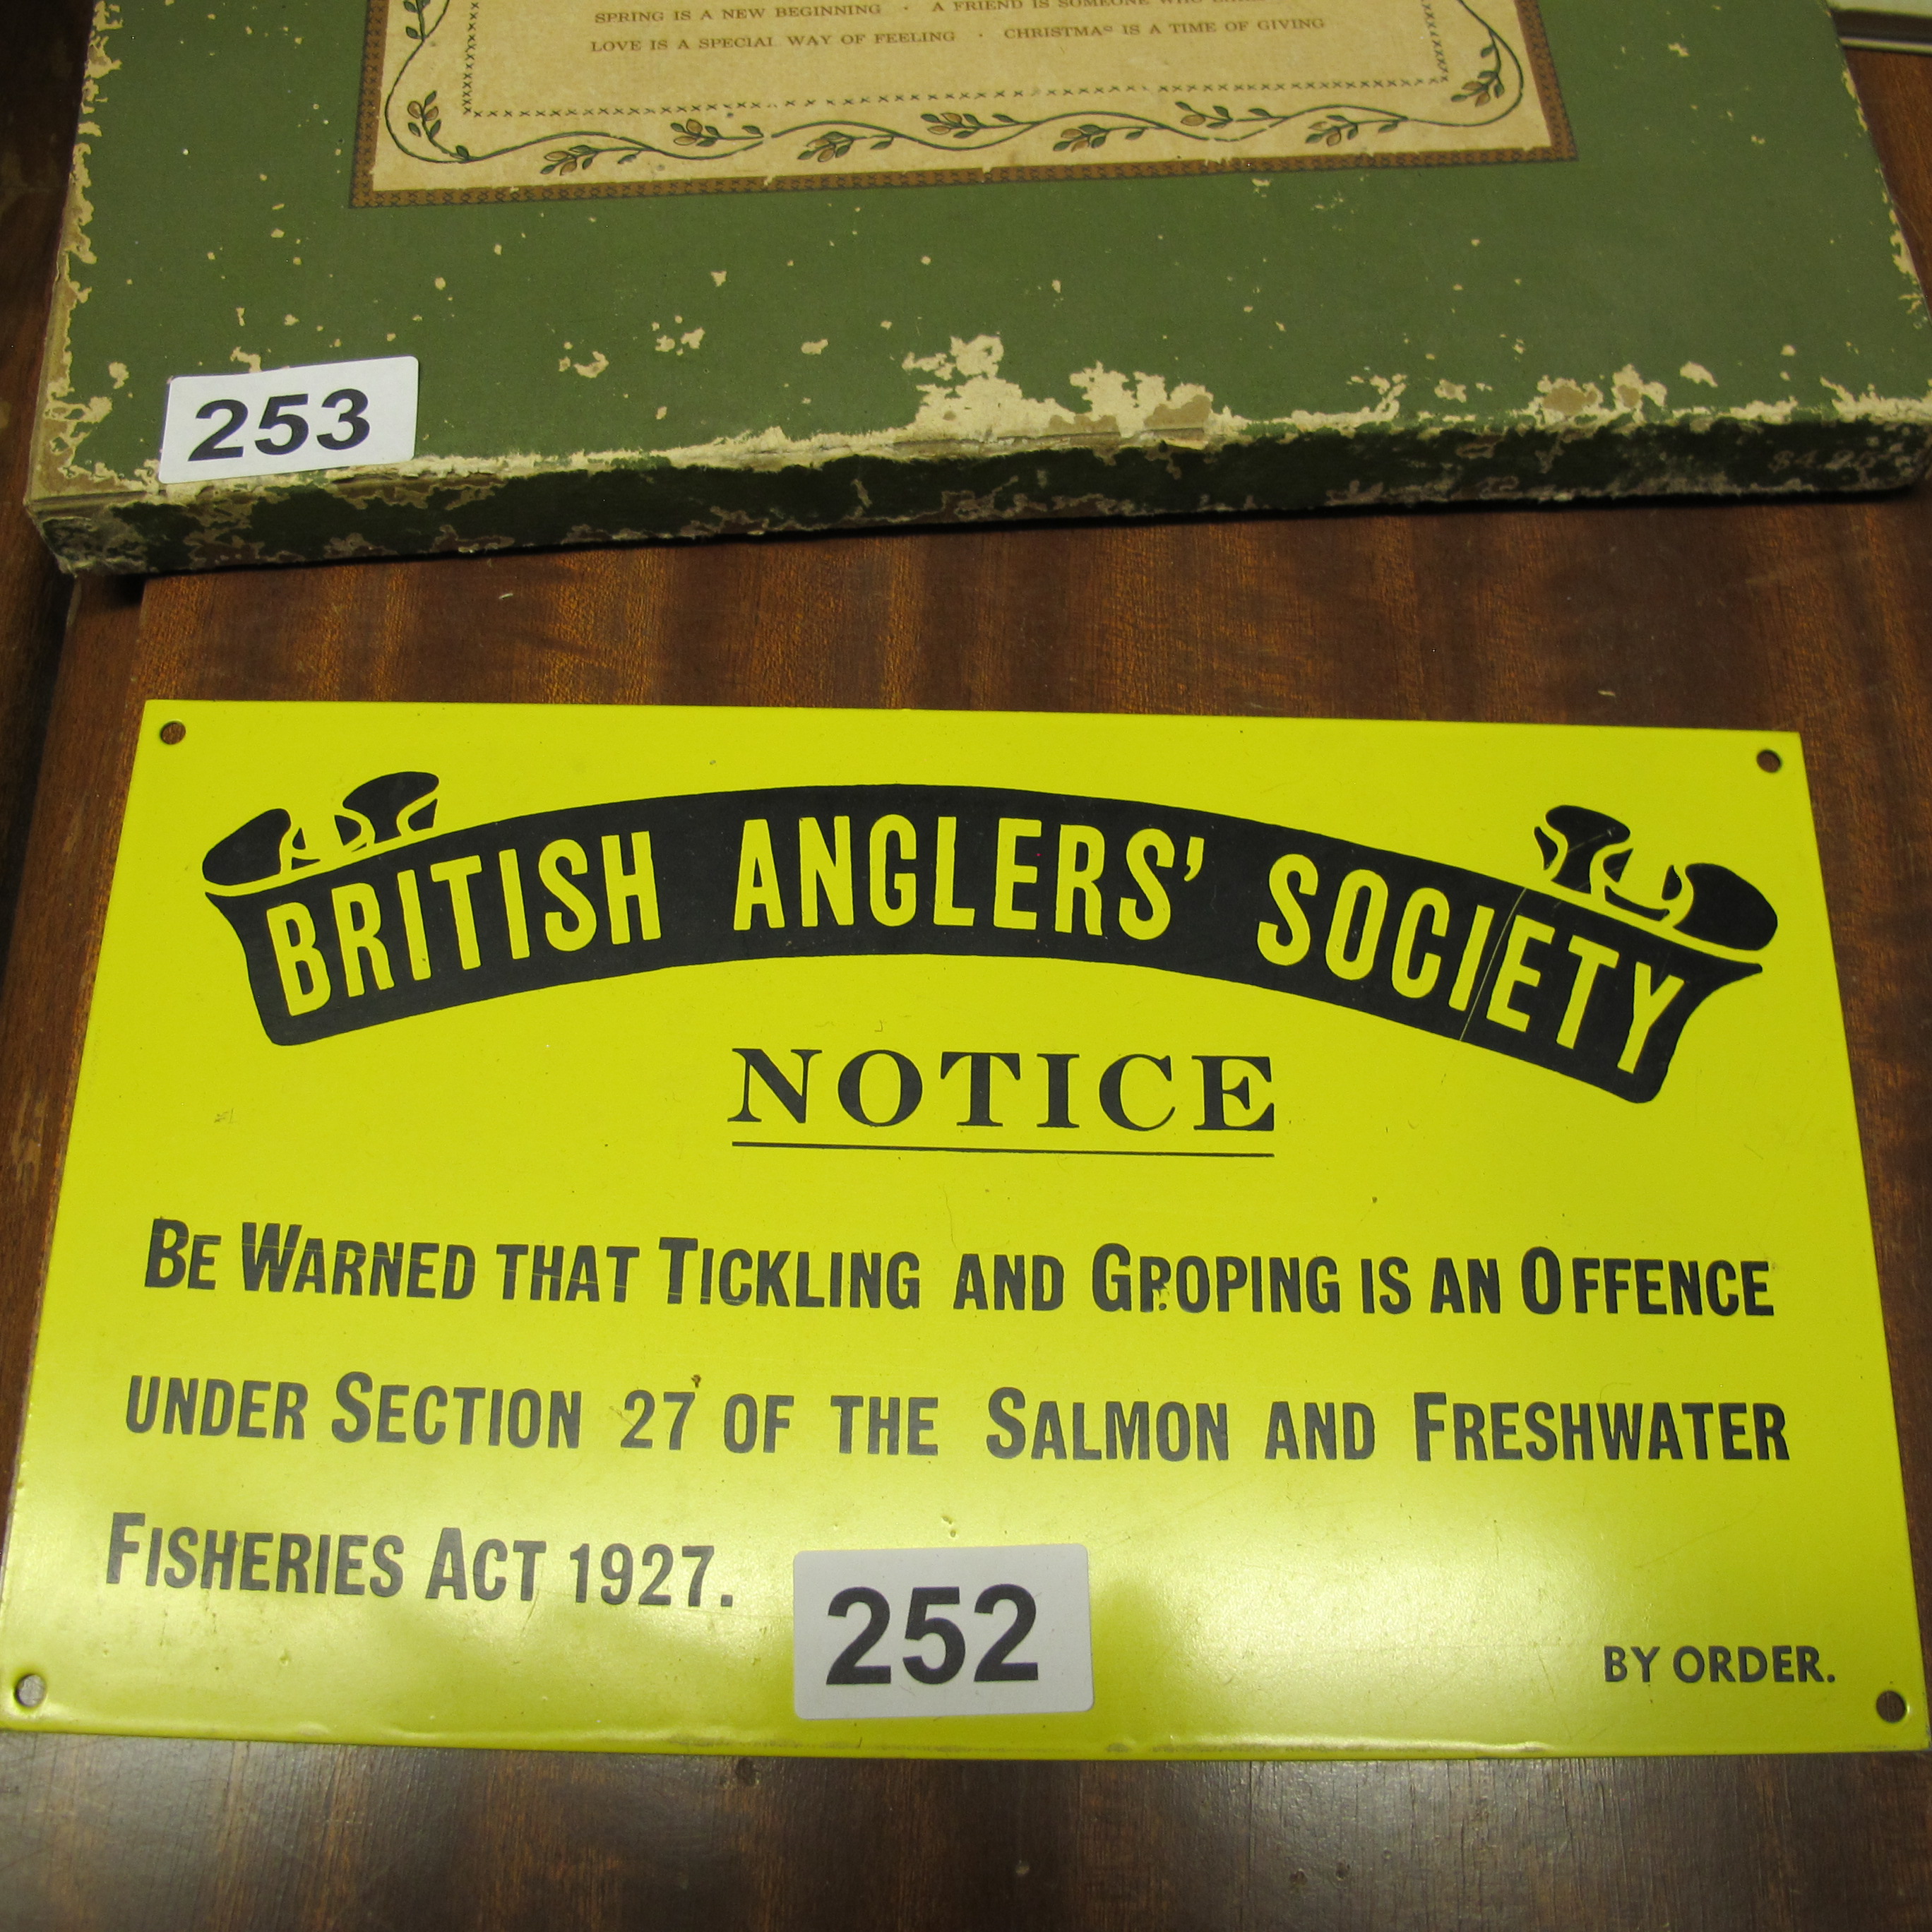 SPRING IS A NEW BEGINNING · A FRIEND IS SOMEONE WHO
LOVE IS A SPECIAL WAY OF FEELING · CHRISTMAS IS A TIME OF GIVING
253
BRITISH ANGLERS' SOCIETY
NOTICE
BE WARNED THAT TICKLING AND GROPING IS AN OFFENCE
UNDER SECTION 27 OF THE SALMON AND FRESHWATER
FISHERIES ACT 1927.
252
BY ORDER.